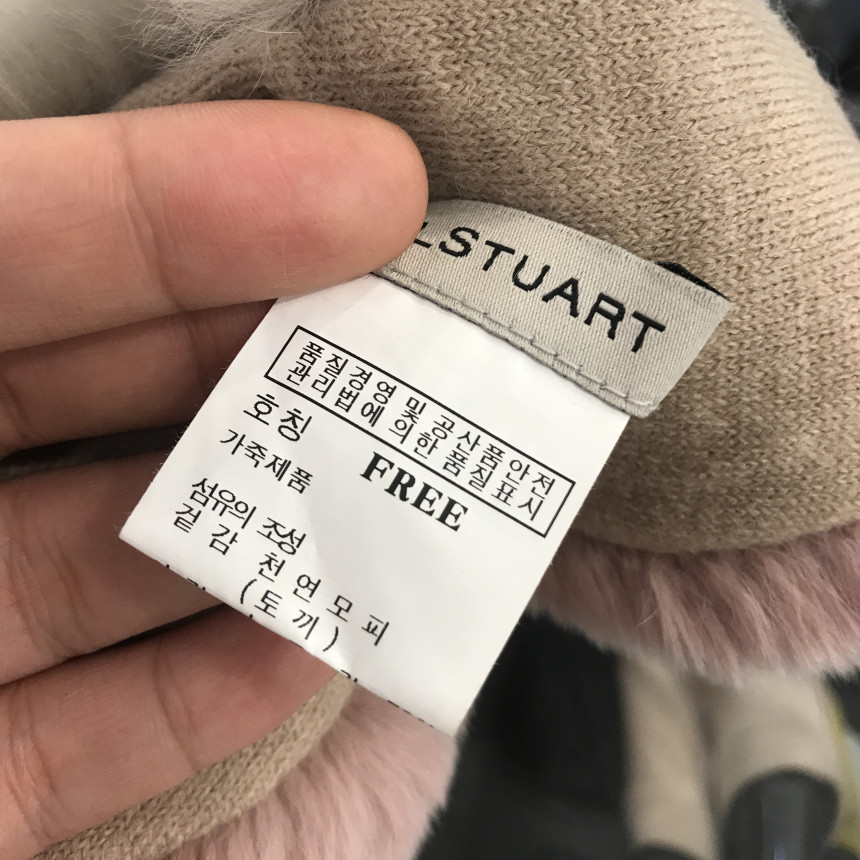 LSTUART
품질경영 및 공산품안전
관리법에 의한 품질표시
호칭 FREE
가죽제품
섬유의 조성
겉감 천연모피
(토끼)